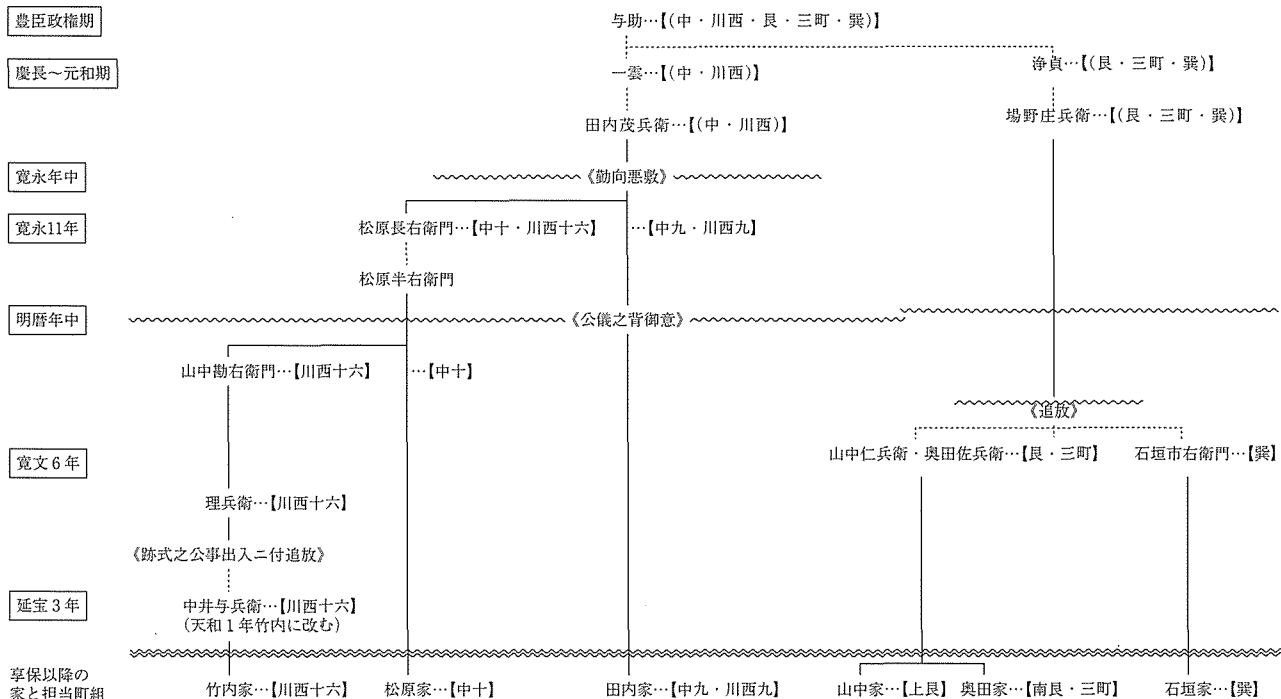 豊臣政権期
与助…【(中・川西・艮・三町・巽)】
慶長～元和期
一雲…【(中・川西)】
浄貞…【(艮・三町・巽)】
田内茂兵衛…【(中・川西)】
場野庄兵衛…【(艮・三町・巽)】
寛永年中
《勤向悪敷》
寛永11年
松原長右衛門…【中十・川西十六】
…【中九・川西九】
松原半右衛門
明暦年中
《公儀之背御意》
山中勘右衛門…【川西十六】
…【中十】
《追放》
寛文6年
山中仁兵衛・奥田佐兵衛…【艮・三町】
石垣市右衛門…【巽】
理兵衛…【川西十六】
《跡式之公事出入ニ付追放》
延宝3年
中井与兵衛…【川西十六】
(天和1年竹内に改む)
享保以降の
家と担当町組
竹内家…【川西十六】
松原家…【中十】
田内家…【中九・川西九】
山中家…【上艮】
奥田家…【南艮・三町】
石垣家…【巽】